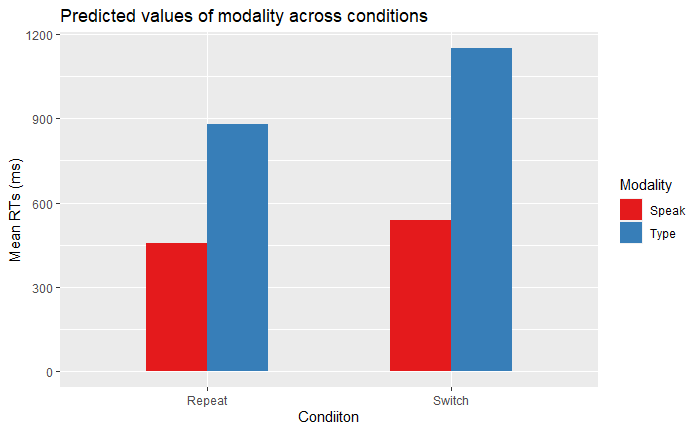 Predicted values of modality across conditions
1200
900
600
300
0
Mean RTs (ms)
Repeat
Switch
Condiiton
Modality
Speak
Type